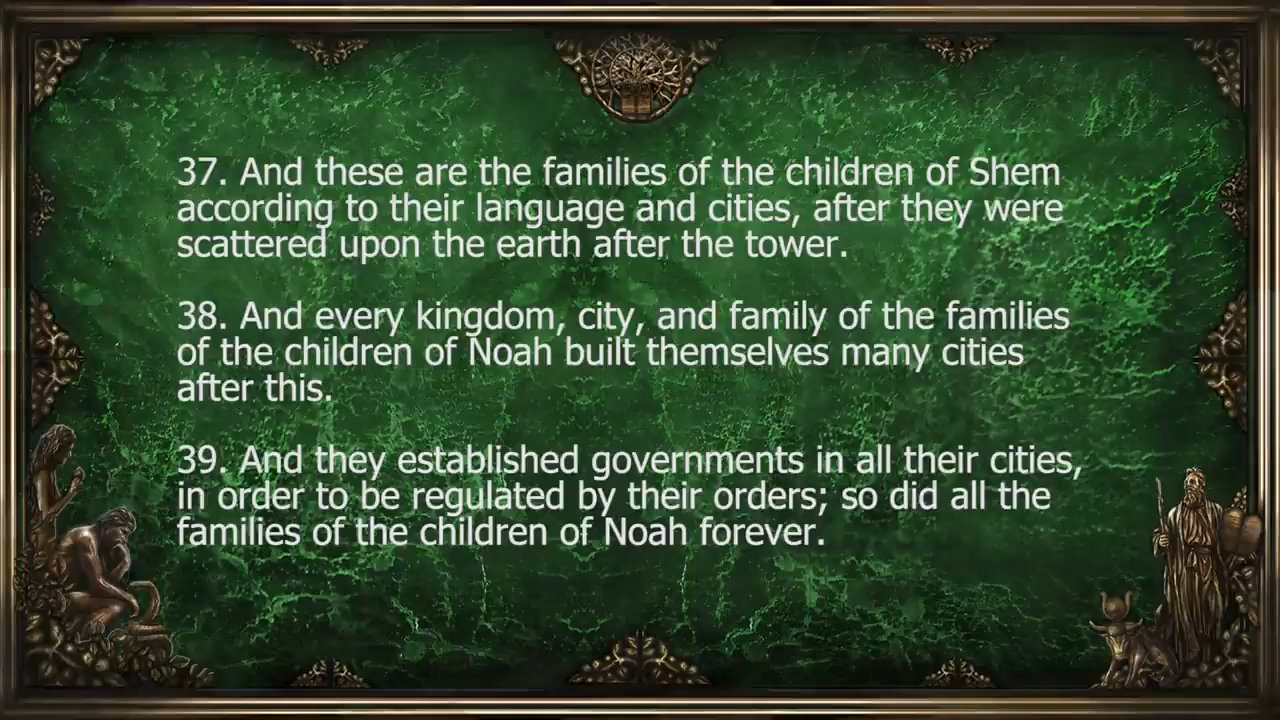 37. And these are the families of the children of Shem
according to their language and cities, after they were
scattered upon the earth after the tower.
38. And every kingdom, city, and family of the families
of the children of Noah built themselves many cities
after this.
39. And they established governments in all their cities,
in order to be regulated by their orders; so did all the
families of the children of Noah forever.